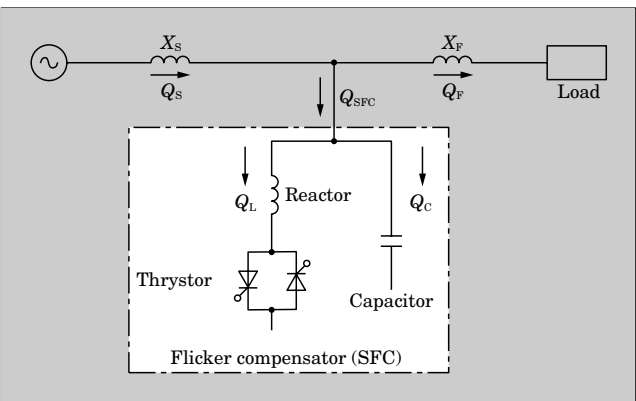 X_S
X_F
Q_S
Q_F
Load
Q_SFC
Q_L
Reactor
Q_C
Thrystor
Capacitor
Flicker compensator (SFC)